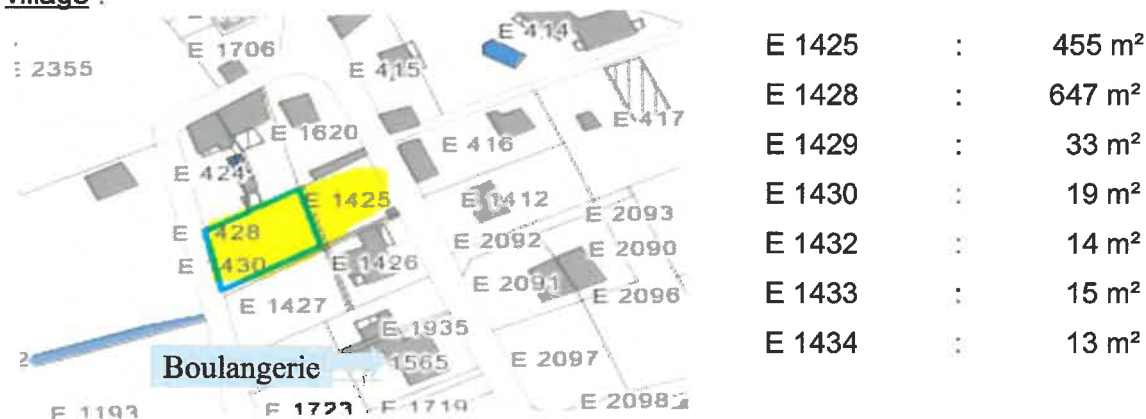 village :
E 1706
E 414
E 2355
E 415
E 417
E 1620
E 416
E 424
E 1425
E 1412
E 2093
E 428
E 2092
E 2090
E 1430
E 1426
E 2091
E 2096
E 1427
E 1935
Boulangerie
1565
E 2097
E 1193
E 1723
E 1719
E 2098
E 1425 : 455 m²
E 1428 : 647 m²
E 1429 : 33 m²
E 1430 : 19 m²
E 1432 : 14 m²
E 1433 : 15 m²
E 1434 : 13 m²